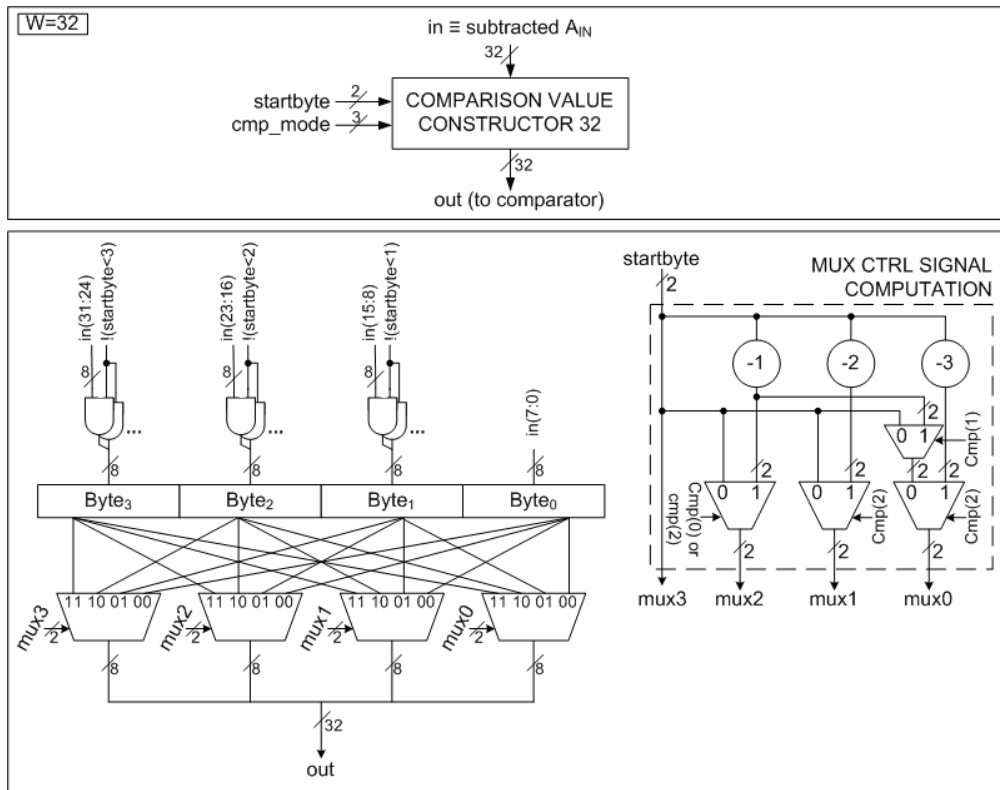 W=32
in ≡ subtracted AIN
32
startbyte
2
cmp_mode
3
COMPARISON VALUE
CONSTRUCTOR 32
32
out (to comparator)
in(31:24)
!(startbyte<3)
in(23:16)
!(startbyte<2)
in(15:8)
!(startbyte<1)
in(7:0)
8
8
8
...
...
...
8
8
8
8
Byte3
Byte2
Byte1
Byte0
11 10 01 00
11 10 01 00
11 10 01 00
11 10 01 00
mux3
2
mux2
2
mux1
2
mux0
2
8
8
8
8
32
out
startbyte
2
MUX CTRL SIGNAL
COMPUTATION
-1
-2
-3
2
0 1
Cmp(1)
2
2
2
2
0 1
0 1
0 1
Cmp(0) or
cmp(2)
Cmp(2)
Cmp(2)
2
2
2
mux3
mux2
mux1
mux0